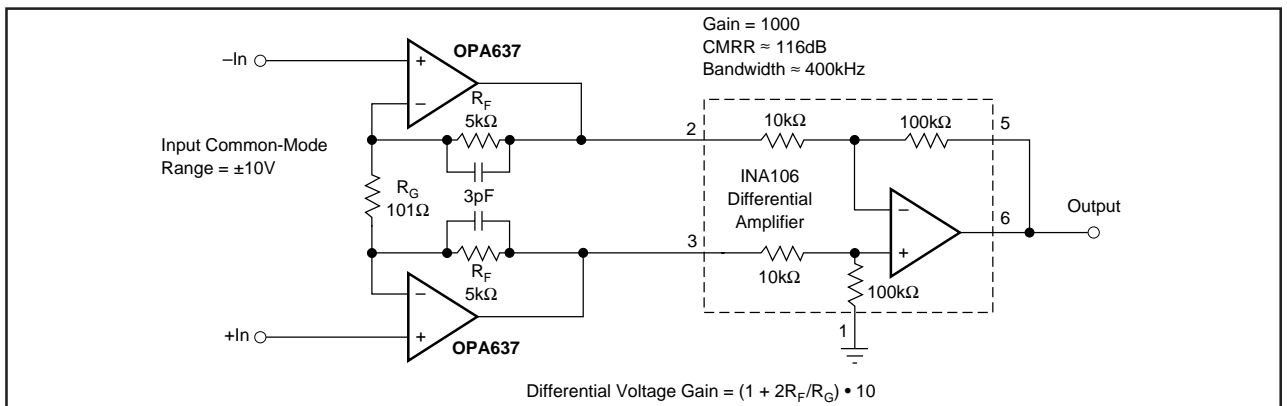 Gain = 1000
CMRR ≈ 116dB
Bandwidth ≈ 400kHz
–In
+
–
OPA637
R_F
5kΩ
3pF
Input Common-Mode
Range = ±10V
R_G
101Ω
R_F
5kΩ
–
+
+In
OPA637
2
10kΩ
100kΩ
5
INA106
Differential
Amplifier
–
+
6
Output
3
10kΩ
100kΩ
1
Differential Voltage Gain = (1 + 2R_F/R_G) • 10